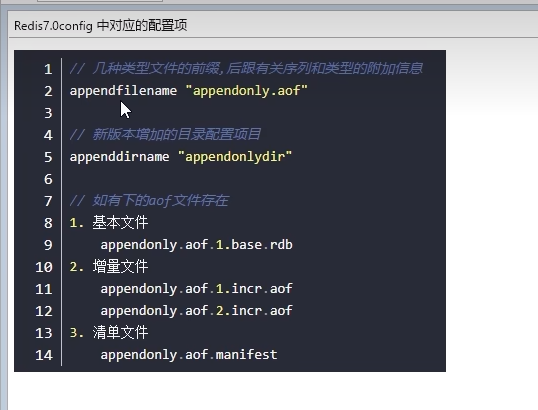 Redis7.0config 中对应的配置项
1 // 几种类型文件的前缀,后跟有关序列和类型的附加信息
2 appendfilename "appendonly.aof"
3
4 // 新版本增加的目录配置项目
5 appenddirname "appendonlydir"
6
7 // 如有下的aof文件存在
8 1. 基本文件
9 appendonly.aof.1.base.rdb
10 2. 增量文件
11 appendonly.aof.1.incr.aof
12 appendonly.aof.2.incr.aof
13 3. 清单文件
14 appendonly.aof.manifest